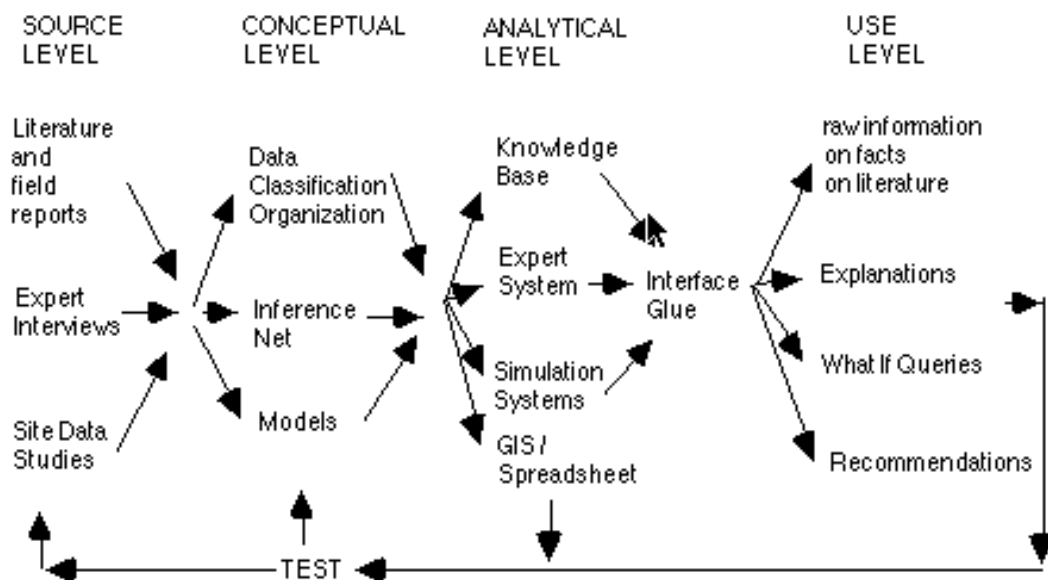 SOURCE
LEVEL
CONCEPTUAL
LEVEL
ANALYTICAL
LEVEL
USE
LEVEL
Literature
and
field
reports
Expert
Interviews
Site Data
Studies
Data
Classification
Organization
Inference
Net
Models
Knowledge
Base
Expert
System
Simulation
Systems
GIS /
Spreadsheet
Interface
Glue
raw information
on facts
on literature
Explanations
What If Queries
Recommendations
TEST